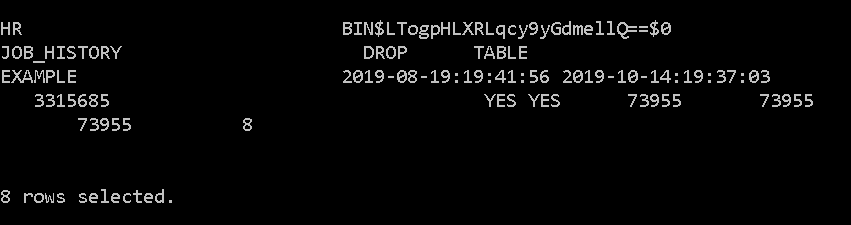 HR BIN$LTogpHLXRLqcy9yGdmellQ==$0
JOB_HISTORY DROP TABLE
EXAMPLE 2019-08-19:19:41:56 2019-10-14:19:37:03
3315685 YES YES 73955 73955
73955 8
8 rows selected.